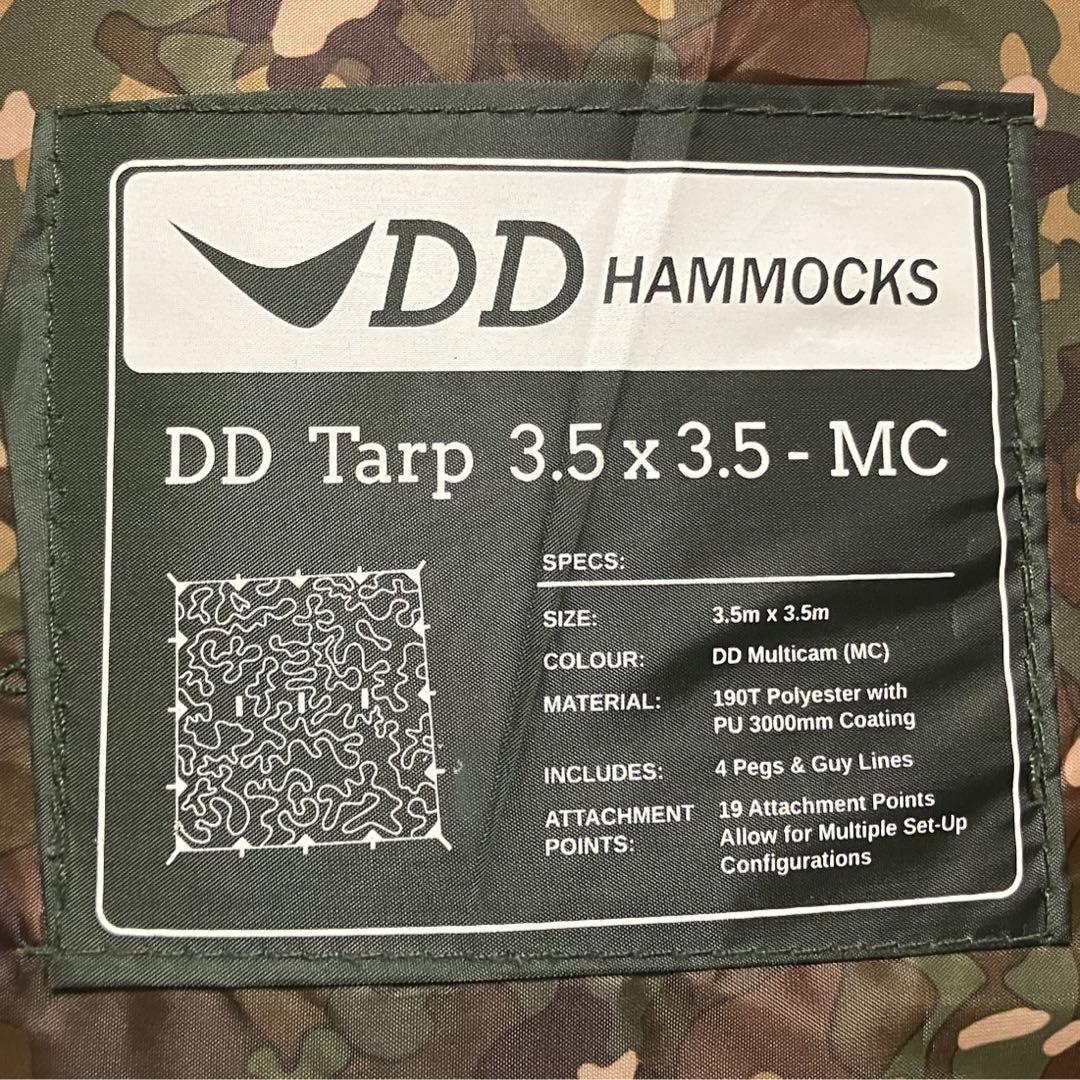 DD HAMMOCKS
DD Tarp 3.5 x 3.5 - MC
SPECS:
SIZE: 3.5m x 3.5m
COLOUR: DD Multicam (MC)
MATERIAL: 190T Polyester with
PU 3000mm Coating
INCLUDES: 4 Pegs & Guy Lines
ATTACHMENT POINTS: 19 Attachment Points
Allow for Multiple Set-Up
Configurations